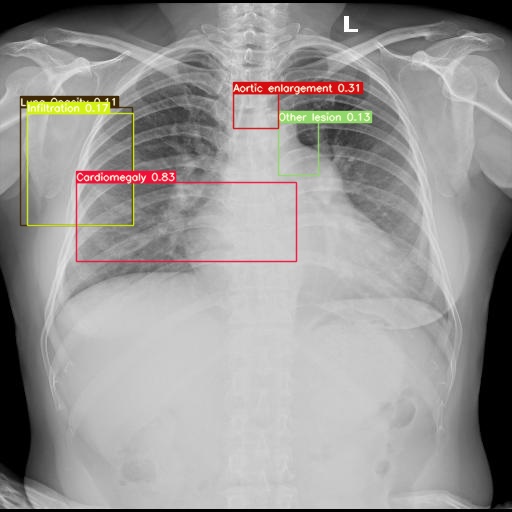 L
Aortic enlargement 0.31
Lung Opacity 0.11
Infiltration 0.17
Other lesion 0.13
Cardiomegaly 0.83